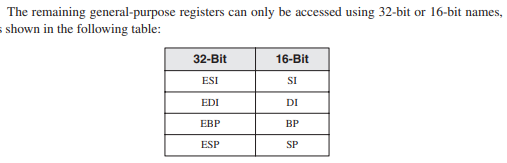 The remaining general-purpose registers can only be accessed using 32-bit or 16-bit names,
s shown in the following table:
32-Bit 16-Bit
ESI SI
EDI DI
EBP BP
ESP SP